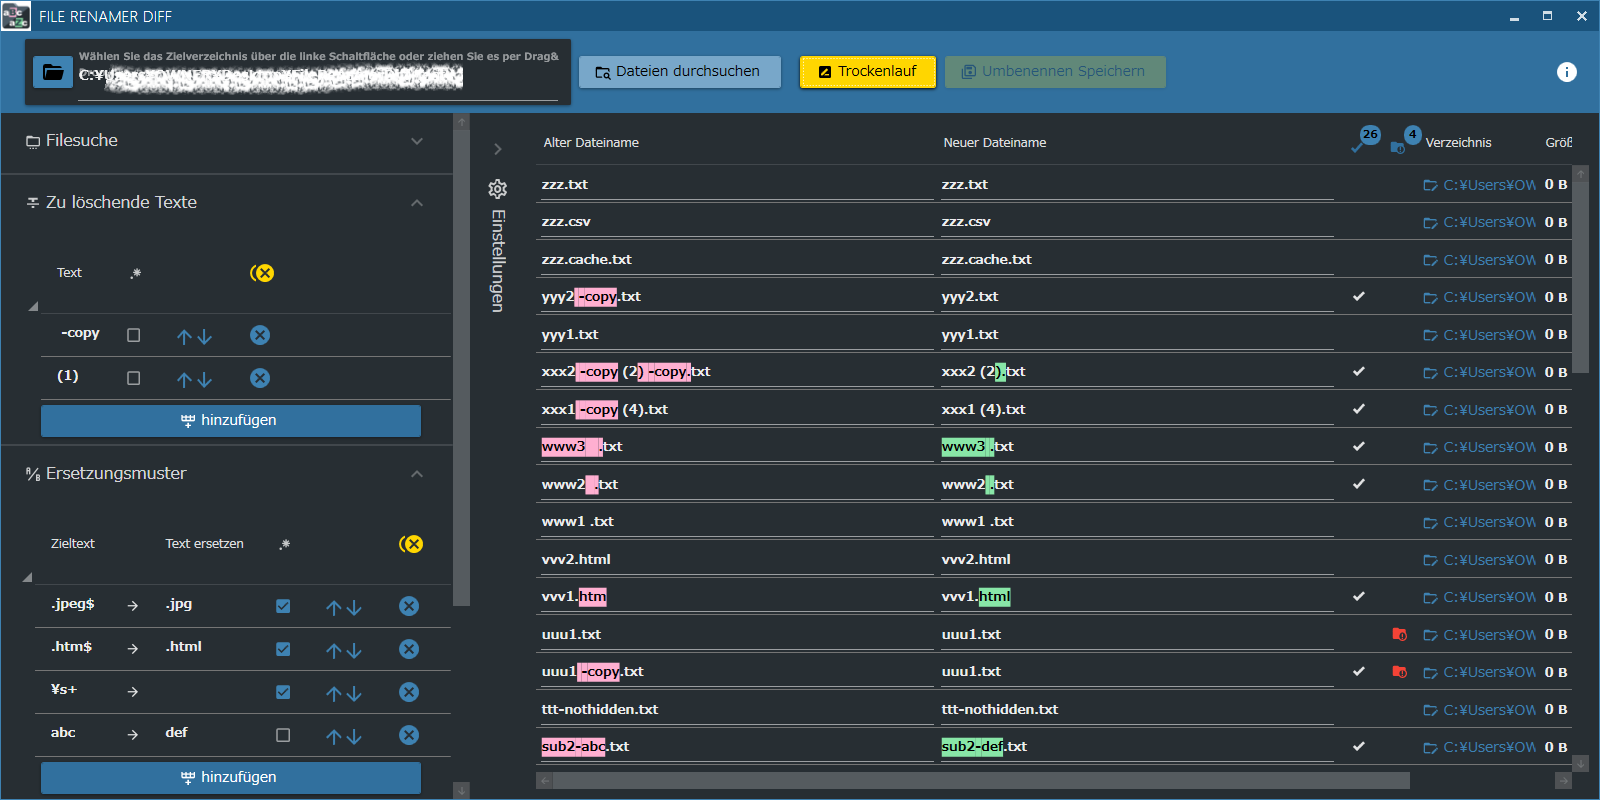 FILE RENAMER DIFF
Wählen Sie das Zielverzeichnis über die linke Schaltfläche oder ziehen Sie es per Drag&
Dateien durchsuchen
Trockenlauf
Umbenennen Speichern
Filesuche
Zu löschende Texte
Text .*
-copy
(1)
hinzufügen
Ersetzungsmuster
Zieltext Text ersetzen .*
.jpeg$ → .jpg
.htm$ → .html
¥s+ →
abc → def
hinzufügen
Einstellungen
Alter Dateiname Neuer Dateiname 26 4 Verzeichnis Größ
zzz.txt zzz.txt C:¥Users¥OW 0 B
zzz.csv zzz.csv C:¥Users¥OW 0 B
zzz.cache.txt zzz.cache.txt C:¥Users¥OW 0 B
yyy2 -copy.txt yyy2.txt C:¥Users¥OW 0 B
yyy1.txt yyy1.txt C:¥Users¥OW 0 B
xxx2 -copy (2) -copy.txt xxx2 (2).txt C:¥Users¥OW 0 B
xxx1 -copy (4).txt xxx1 (4).txt C:¥Users¥OW 0 B
www3   .txt www3 .txt C:¥Users¥OW 0 B
www2  .txt www2 .txt C:¥Users¥OW 0 B
www1 .txt www1 .txt C:¥Users¥OW 0 B
vvv2.html vvv2.html C:¥Users¥OW 0 B
vvv1.htm vvv1.html C:¥Users¥OW 0 B
uuu1.txt uuu1.txt C:¥Users¥OW 0 B
uuu1 -copy.txt uuu1.txt C:¥Users¥OW 0 B
ttt-nothidden.txt ttt-nothidden.txt C:¥Users¥OW 0 B
sub2-abc.txt sub2-def.txt C:¥Users¥OW 0 B